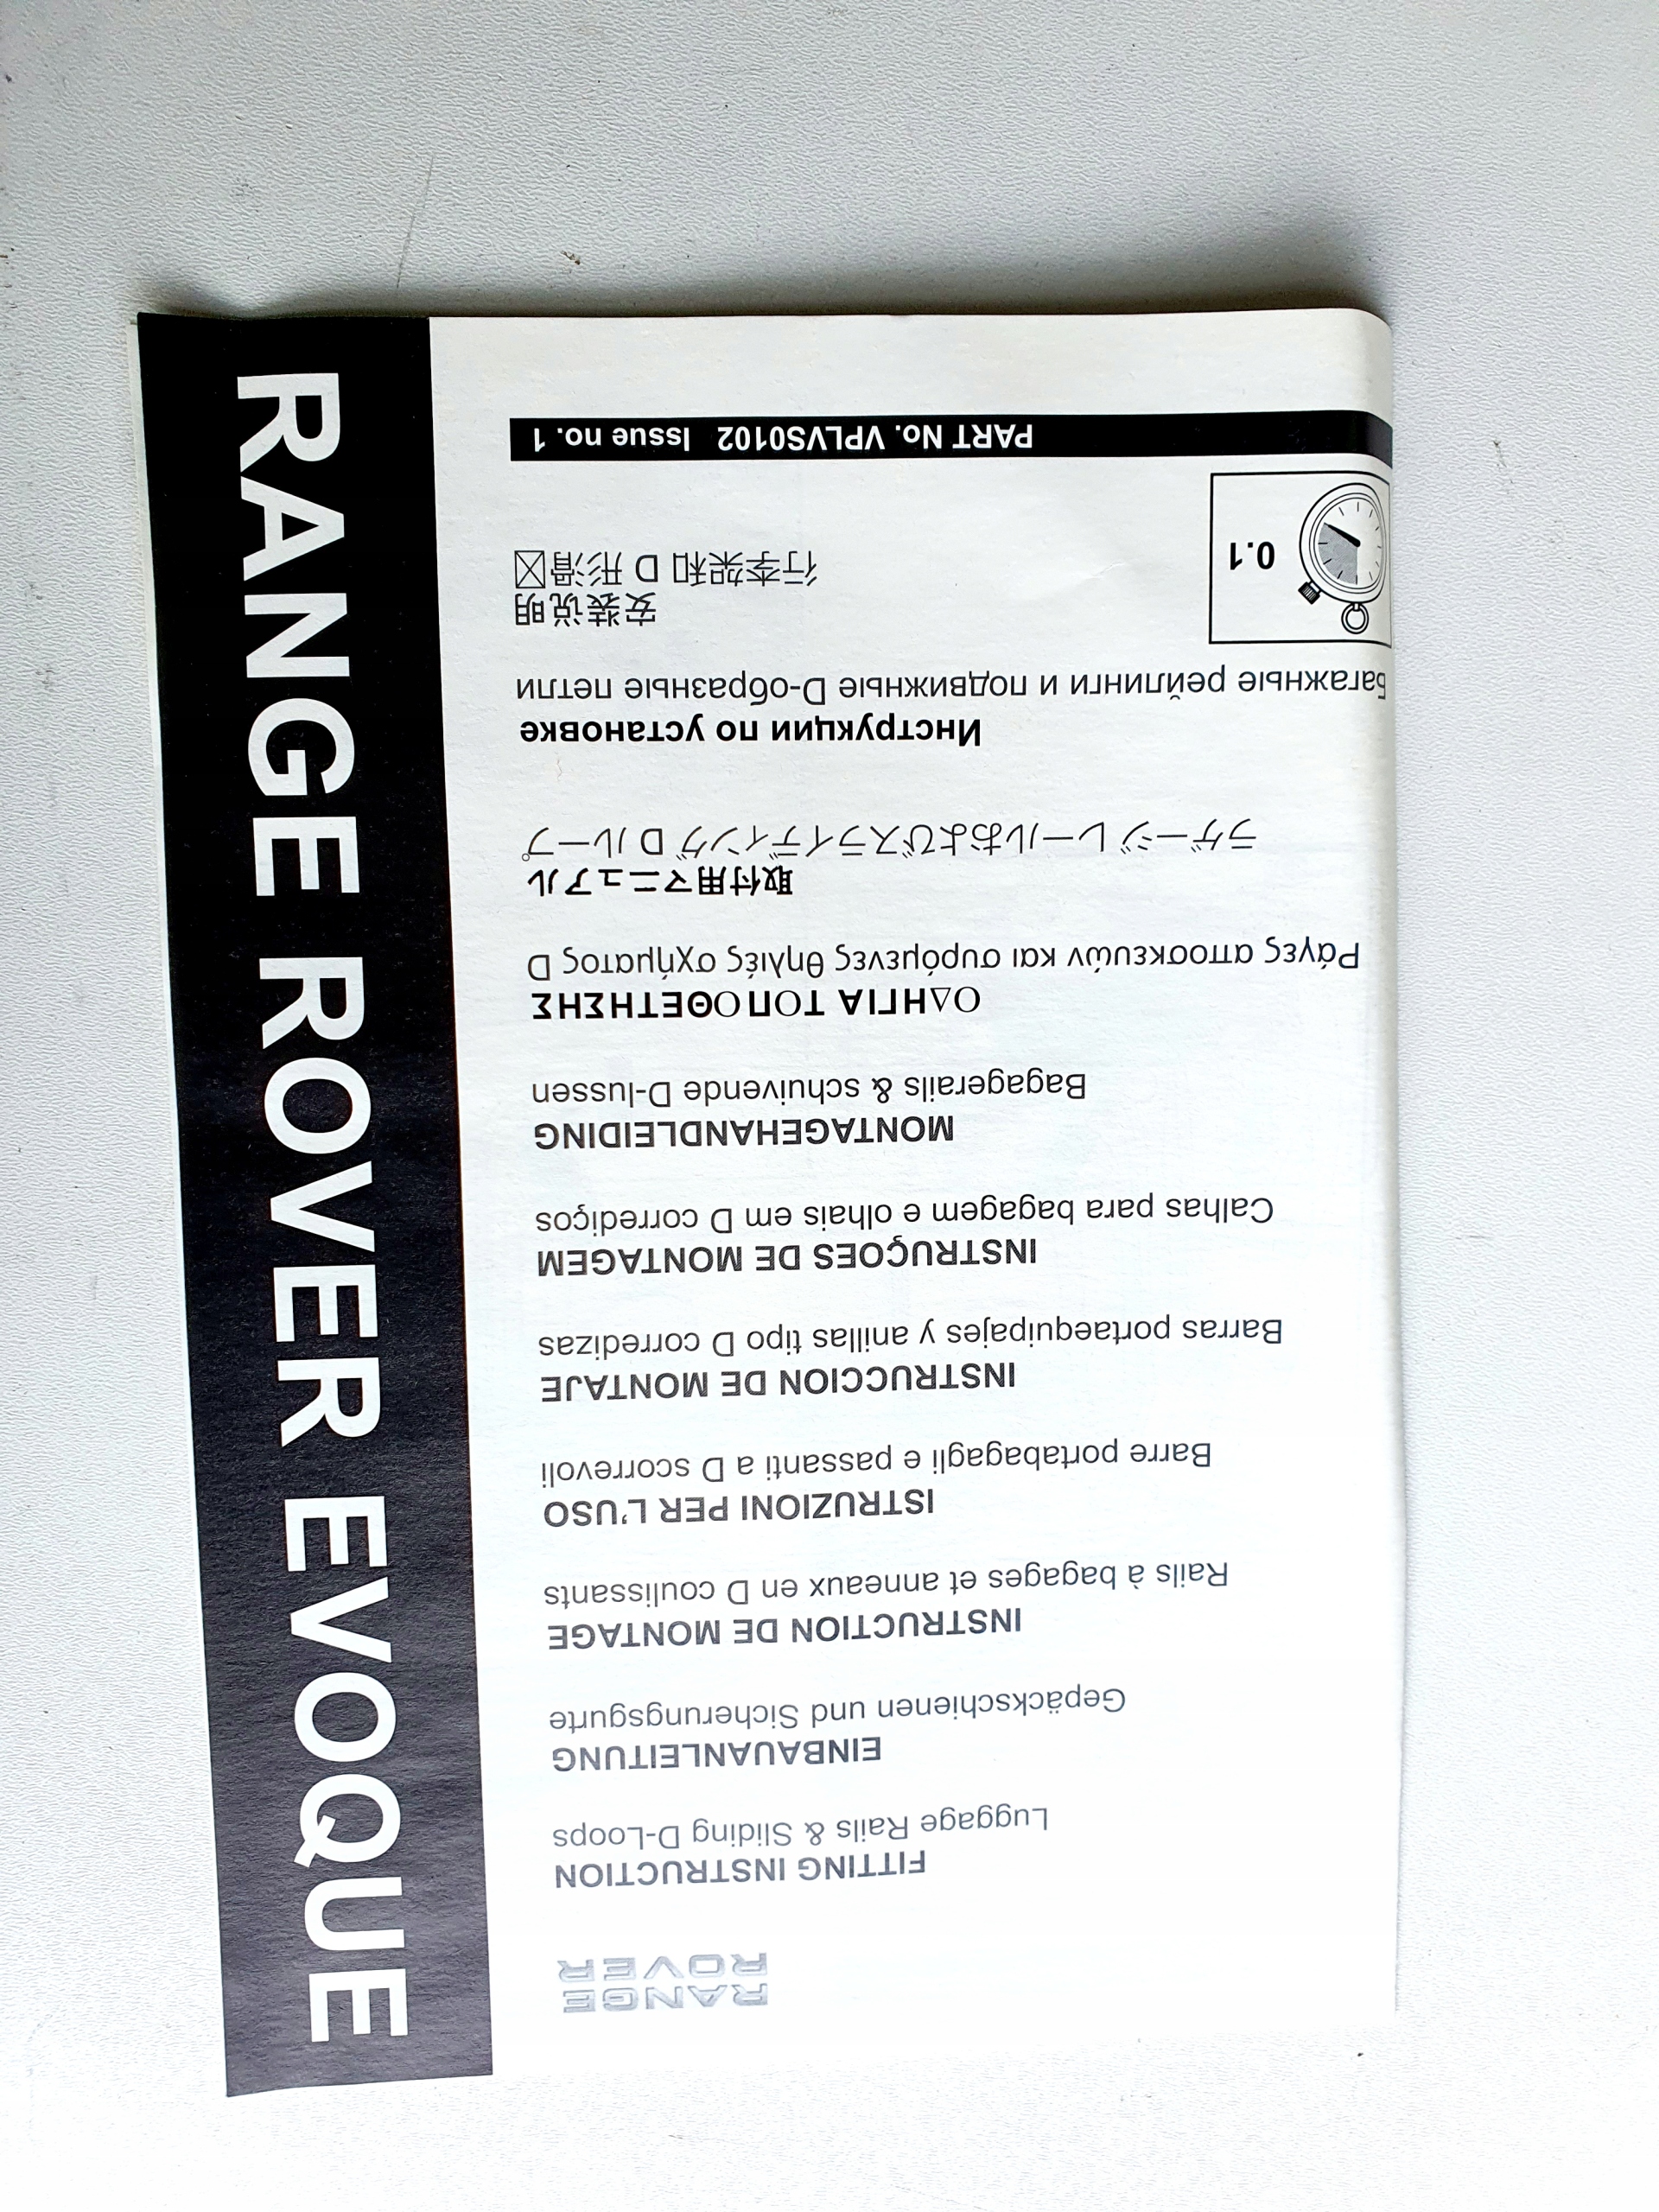 RANGE
ROVER
FITTING INSTRUCTION
Luggage Rails & Sliding D-Loops
EINBAUANLEITUNG
Gepäckschienen und Sicherungsgurte
INSTRUCTION DE MONTAGE
Rails à bagages et anneaux en D coulissants
ISTRUZIONI PER L'USO
Barre portabagagli e passanti a D scorrevoli
INSTRUCCION DE MONTAJE
Barras portaequipajes y anillas tipo D corredizas
INSTRUÇOES DE MONTAGEM
Calhas para bagagem e olhais em D corrediços
MONTAGEHANDLEIDING
Bagagerails & schuivende D-lussen
ΟΔΗΓΙΑ ΤΟΠΟΘΕΤΗΣΗΣ
Ράγες αποσκευών και συρόμενες θηλιές σχήματος D
取付用マニュアル
ラゲージ レールおよびスライディング D ループ
Инструкции по установке
Багажные рейлинги и подвижные D-образные петли
安装说明
行李架和 D 形滑
0.1
PART No. VPLVS0102 Issue no. 1
RANGE ROVER EVOQUE